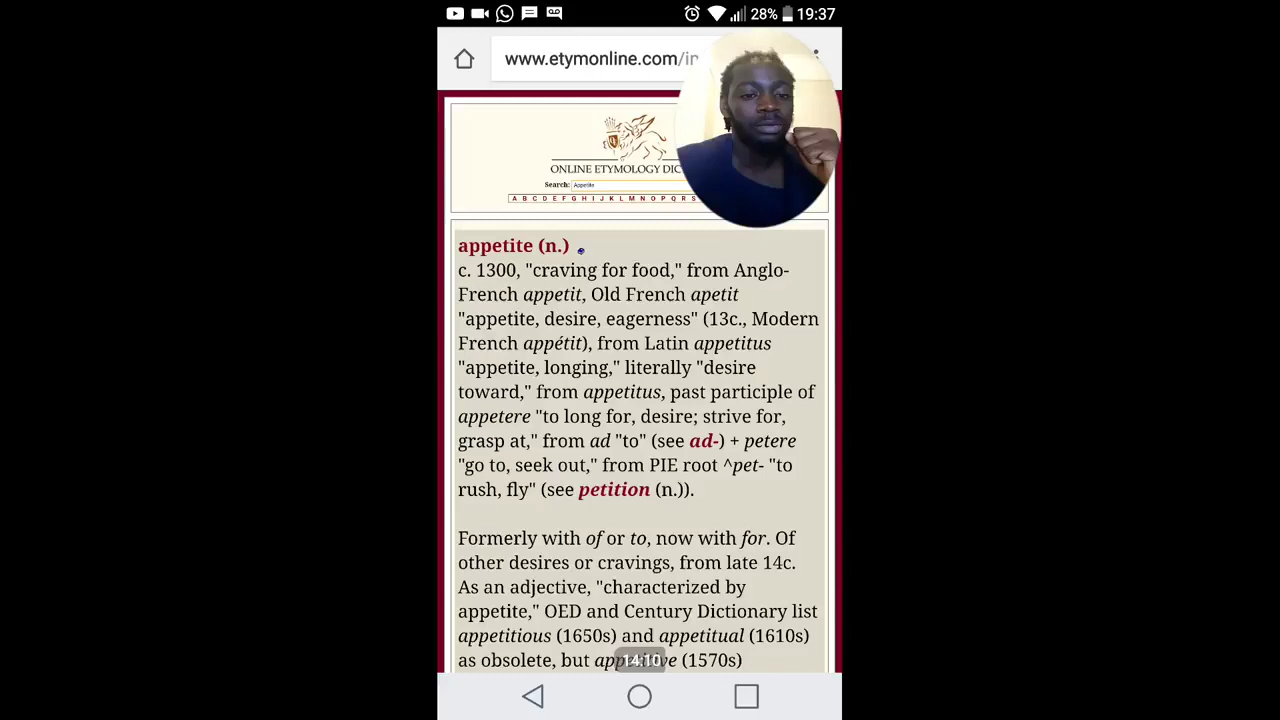 28% 19:37
www.etymonline.com/in
ONLINE ETYMOLOGY DIC
Search: Appetite
A B C D E F G H I J K L M N O P Q R S
appetite (n.)
c. 1300, "craving for food," from Anglo-
French appetit, Old French apetit
"appetite, desire, eagerness" (13c., Modern
French appétit), from Latin appetitus
"appetite, longing," literally "desire
toward," from appetitus, past participle of
appetere "to long for, desire; strive for,
grasp at," from ad "to" (see ad-) + petere
"go to, seek out," from PIE root ^pet- "to
rush, fly" (see petition (n.)).
Formerly with of or to, now with for. Of
other desires or cravings, from late 14c.
As an adjective, "characterized by
appetite," OED and Century Dictionary list
appetitious (1650s) and appetitual (1610s)
as obsolete, but appetitive (1570s)
14:10